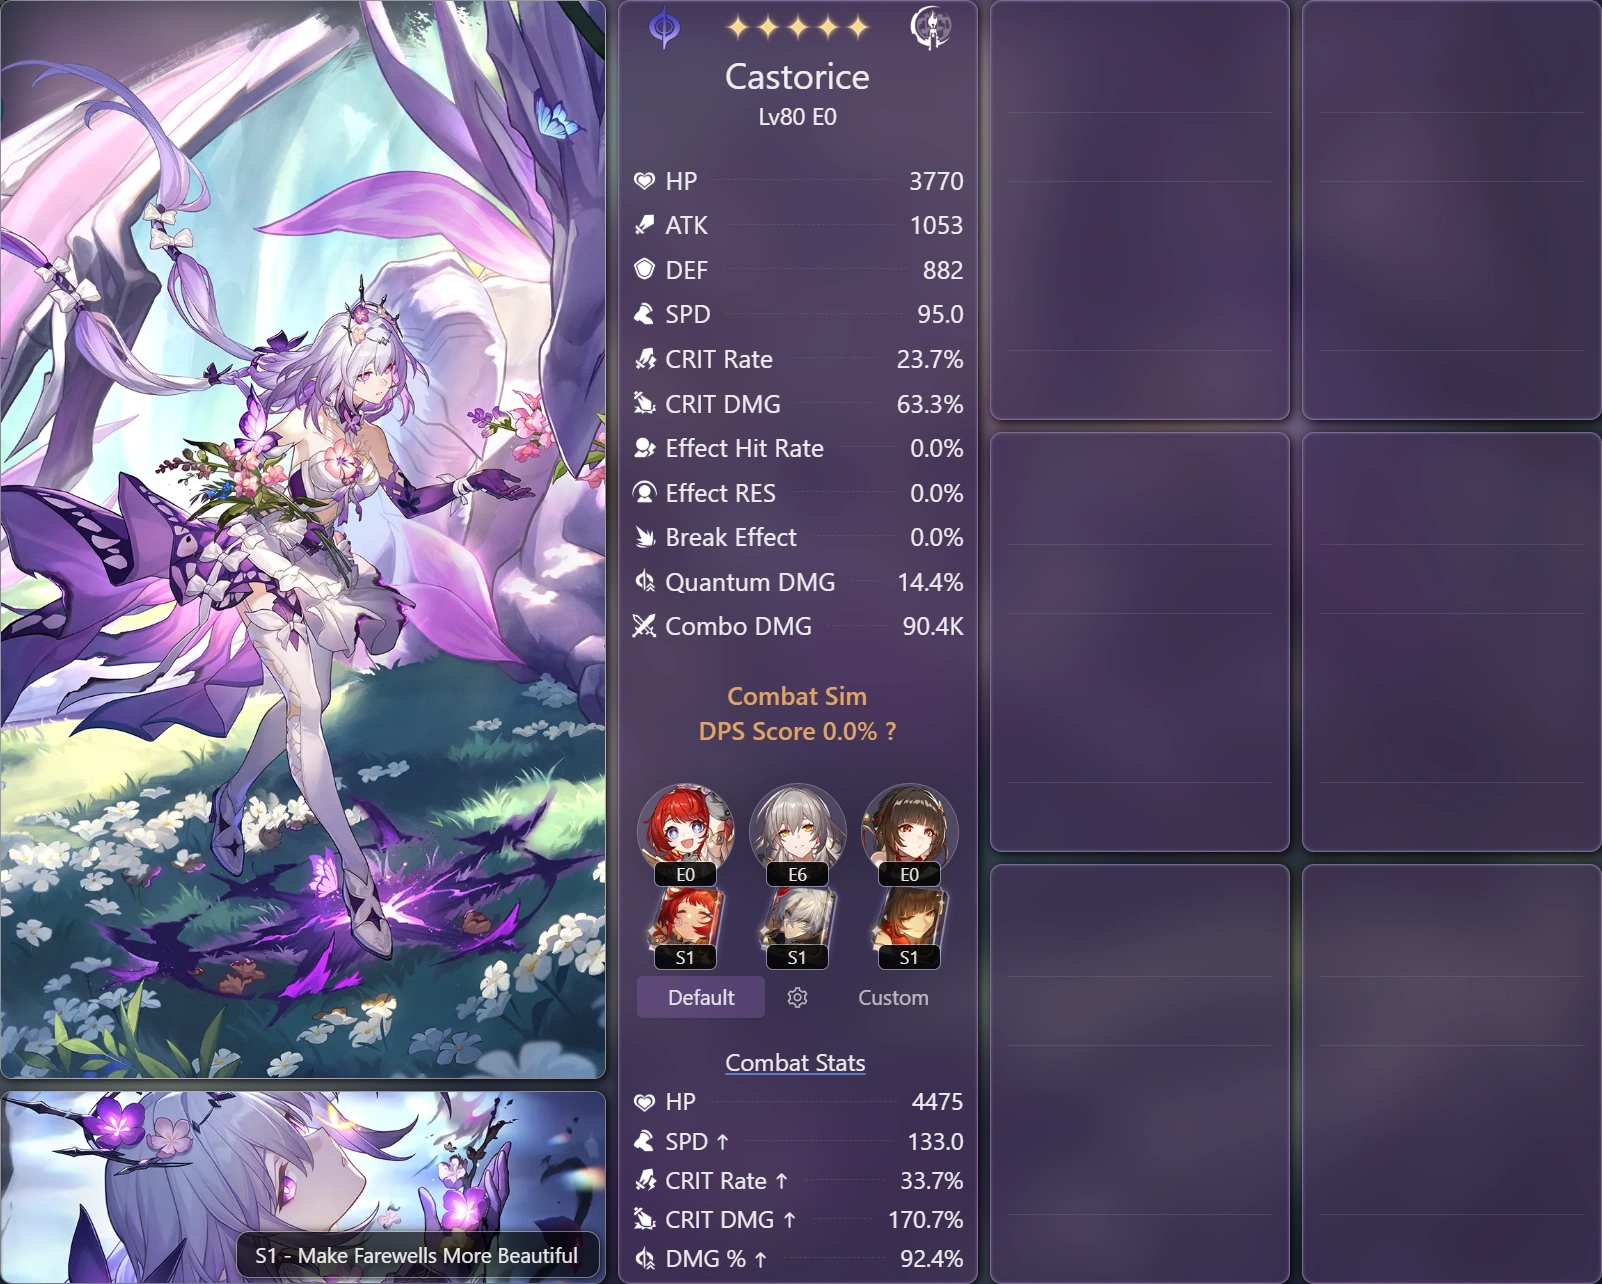 Castorice
Lv80 E0
HP 3770
ATK 1053
DEF 882
SPD 95.0
CRIT Rate 23.7%
CRIT DMG 63.3%
Effect Hit Rate 0.0%
Effect RES 0.0%
Break Effect 0.0%
Quantum DMG 14.4%
Combo DMG 90.4K
Combat Sim
DPS Score 0.0% ?
E0 E6 E0
S1 S1 S1
Default Custom
Combat Stats
HP 4475
SPD ↑ 133.0
CRIT Rate ↑ 33.7%
CRIT DMG ↑ 170.7%
DMG % ↑ 92.4%
S1 - Make Farewells More Beautiful